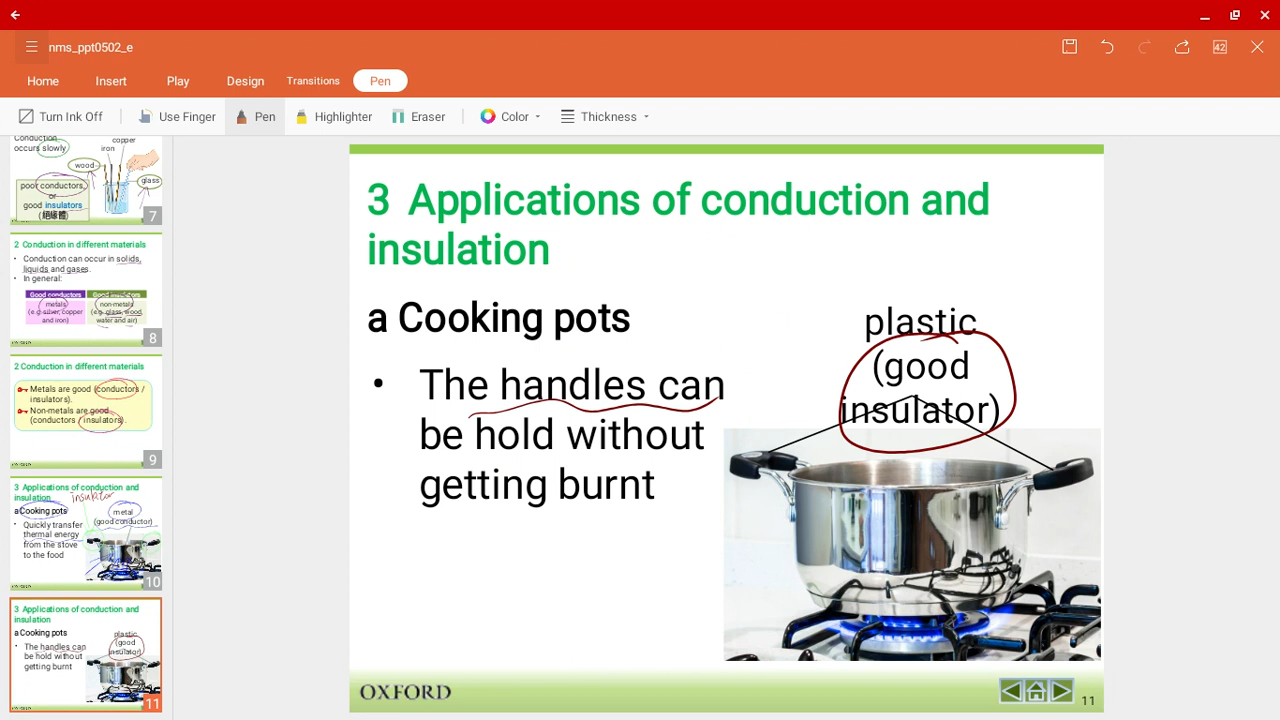 nms_ppt0502_e
42
Home Insert Play Design Transitions Pen
Turn Ink Off Use Finger Pen Highlighter Eraser Color Thickness
Conduction
occurs slowly
copper
iron
wood
glass
poor conductors,
or
good insulators
(絕緣體)
7
2 Conduction in different materials
• Conduction can occur in solids,
liquids and gases.
• In general:
Good conductors Good insulators
metals
(e.g. silver, copper
and iron)
non-metals
(e.g. glass, wood,
water and air)
8
2 Conduction in different materials
Metals are good (conductors /
insulators).
Non-metals are good
(conductors / insulators).
9
3 Applications of conduction and
insulation
insulator
a Cooking pots
metal
(good conductor)
• Quickly transfer
thermal energy
from the stove
to the food
10
3 Applications of conduction and
insulation
a Cooking pots
plastic
(good
insulator)
• The handles can
be hold without
getting burnt
11
3 Applications of conduction and
insulation
a Cooking pots
plastic
(good
insulator)
• The handles can
be hold without
getting burnt
OXFORD
11